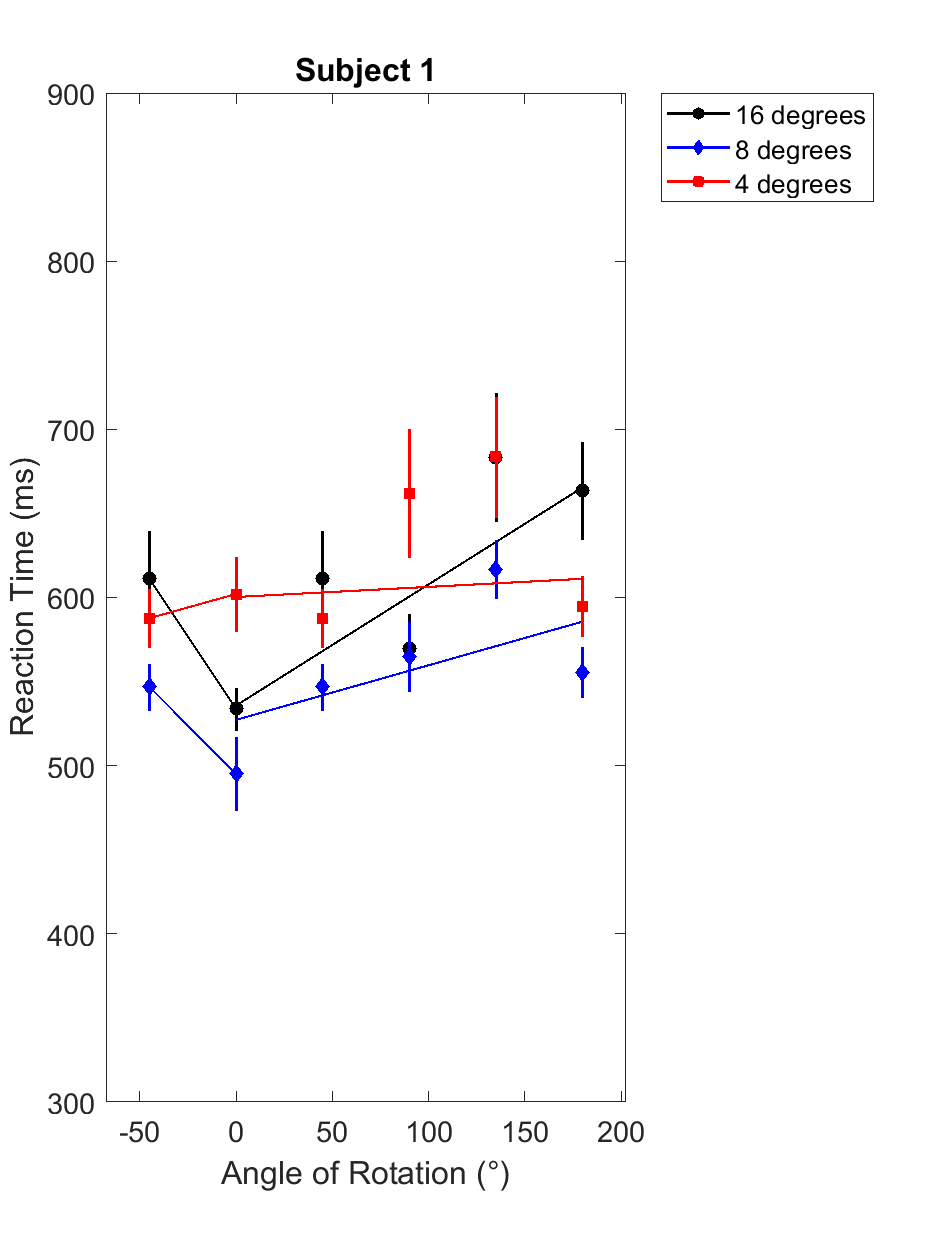 Subject 1
900
800
700
600
500
400
300
Reaction Time (ms)
-50 0 50 100 150 200
Angle of Rotation (°)
16 degrees
8 degrees
4 degrees